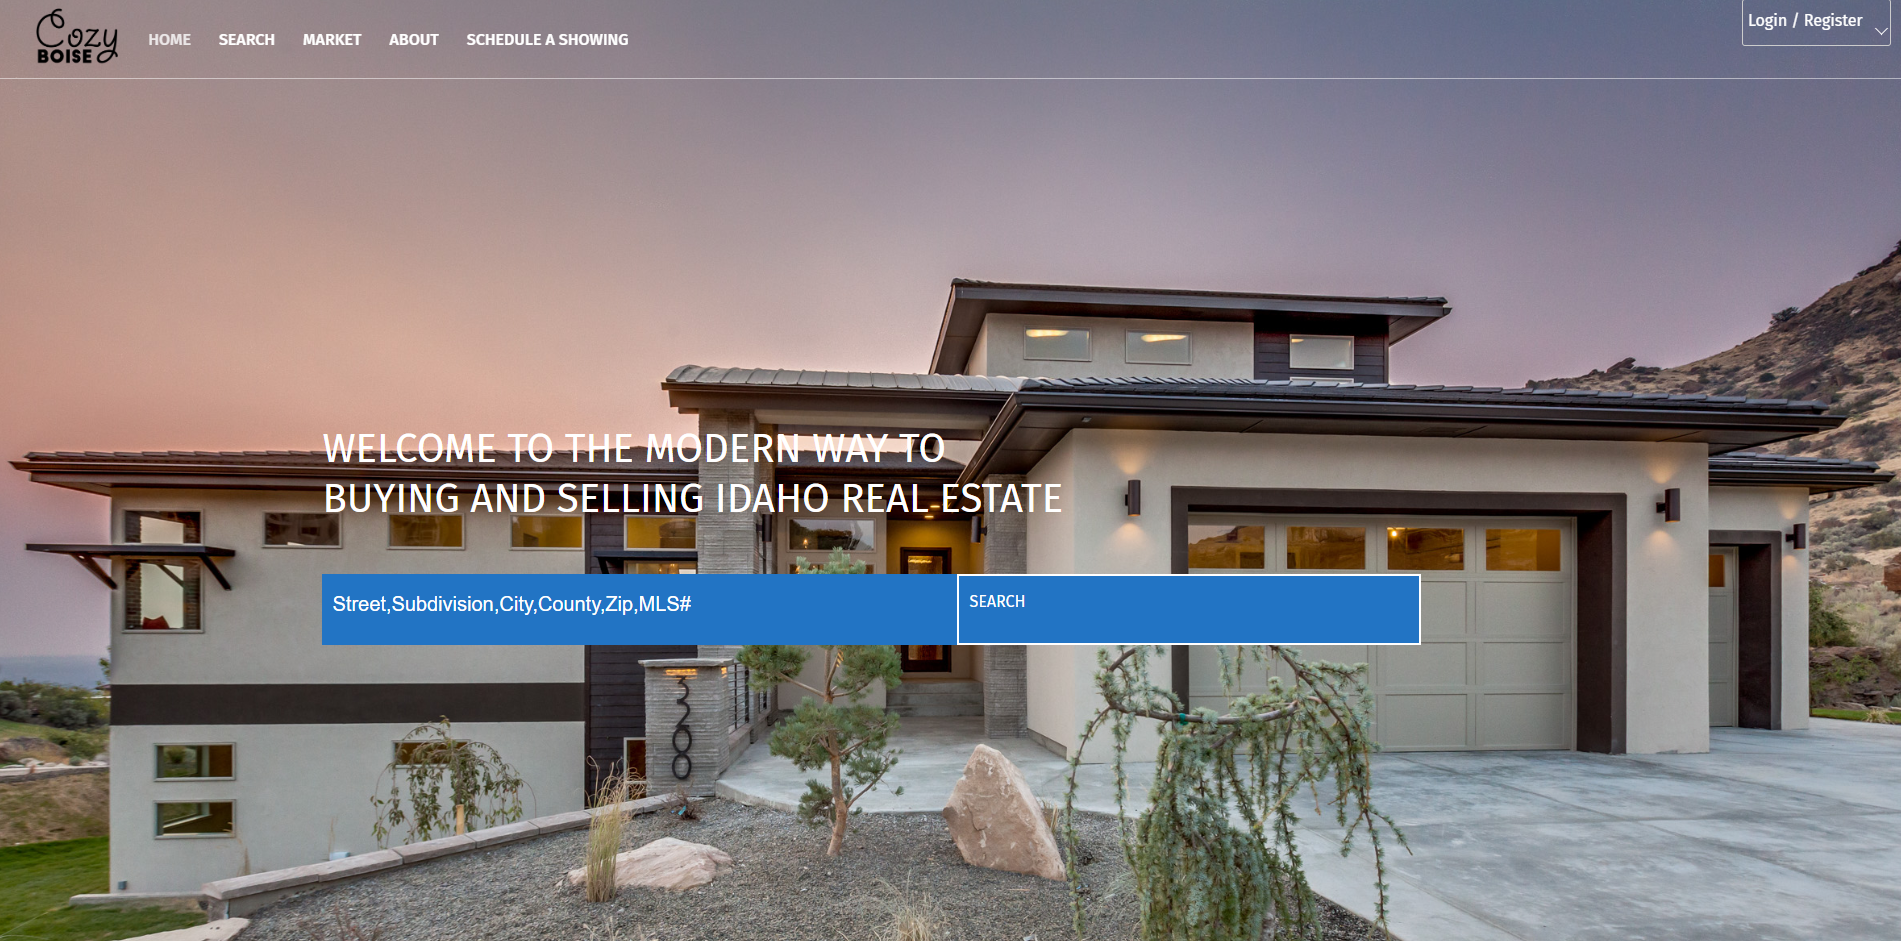 Cozy
BOISE
HOME SEARCH MARKET ABOUT SCHEDULE A SHOWING
Login / Register
WELCOME TO THE MODERN WAY TO
BUYING AND SELLING IDAHO REAL ESTATE
Street,Subdivision,City,County,Zip,MLS#
SEARCH
3200